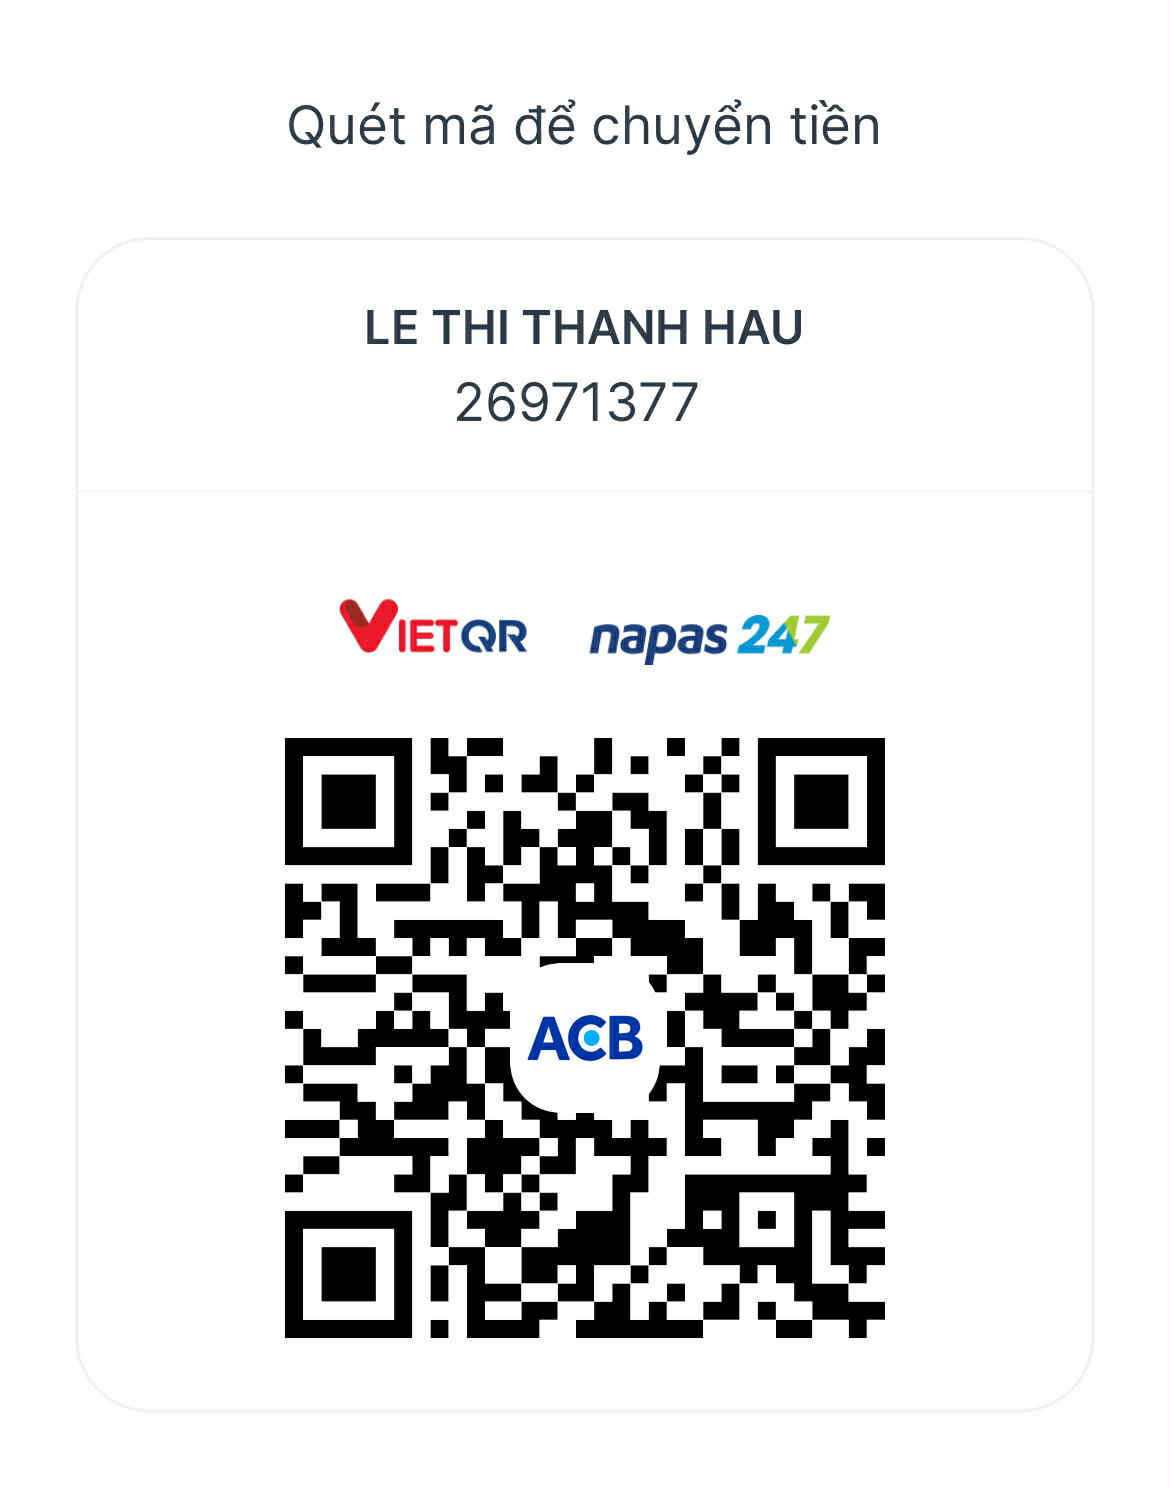 Quét mã để chuyển tiền
LE THI THANH HAU
26971377
VIETQR napas 247
ACB